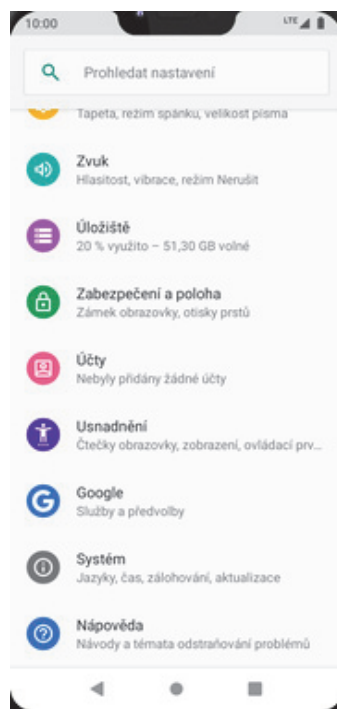 10:00 LTE
Prohledat nastavení
Tapeta, režim spánku, velikost písma
Zvuk
Hlasitost, vibrace, režim Nerušit
Úložiště
20 % využito – 51,30 GB volné
Zabezpečení a poloha
Zámek obrazovky, otisky prstů
Účty
Nebyly přidány žádné účty
Usnadnění
Čtečky obrazovky, zobrazení, ovládací prv...
Google
Služby a předvolby
Systém
Jazyky, čas, zálohování, aktualizace
Nápověda
Návody a témata odstraňování problémů